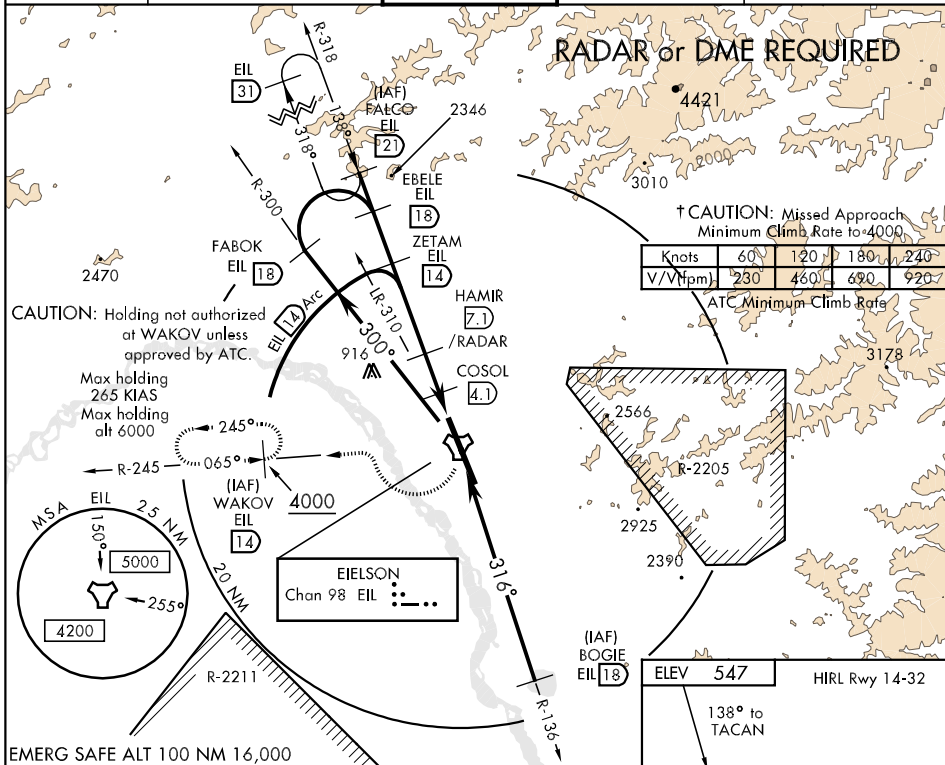 RADAR or DME REQUIRED
R-318
EIL
31
(IAF)
FALCO
EIL
21
2346
4421
138°
318°
2000
3010
R-300
EBELE
EIL
18
† CAUTION: Missed Approach
Minimum Climb Rate to 4000
Knots 60 120 180 240
V/V(fpm) 230 460 690 920
ATC Minimum Climb Rate
FABOK
EIL
18
ZETAM
EIL
14
2470
CAUTION: Holding not authorized
at WAKOV unless
approved by ATC.
EIL 14 Arc
LR-310
300°
HAMIR
7.1
/RADAR
916
COSOL
4.1
3178
Max holding
265 KIAS
Max holding
alt 6000
245°
065°
R-245
(IAF)
WAKOV
EIL
14
4000
2566
R-2205
2925
2390
MSA EIL 25 NM
150°
5000
255°
4200
20 NM
EIELSON
Chan 98 EIL
316°
(IAF)
BOGIE
EIL 18
R-136
R-2211
ELEV 547
HIRL Rwy 14-32
138° to
TACAN
EMERG SAFE ALT 100 NM 16,000